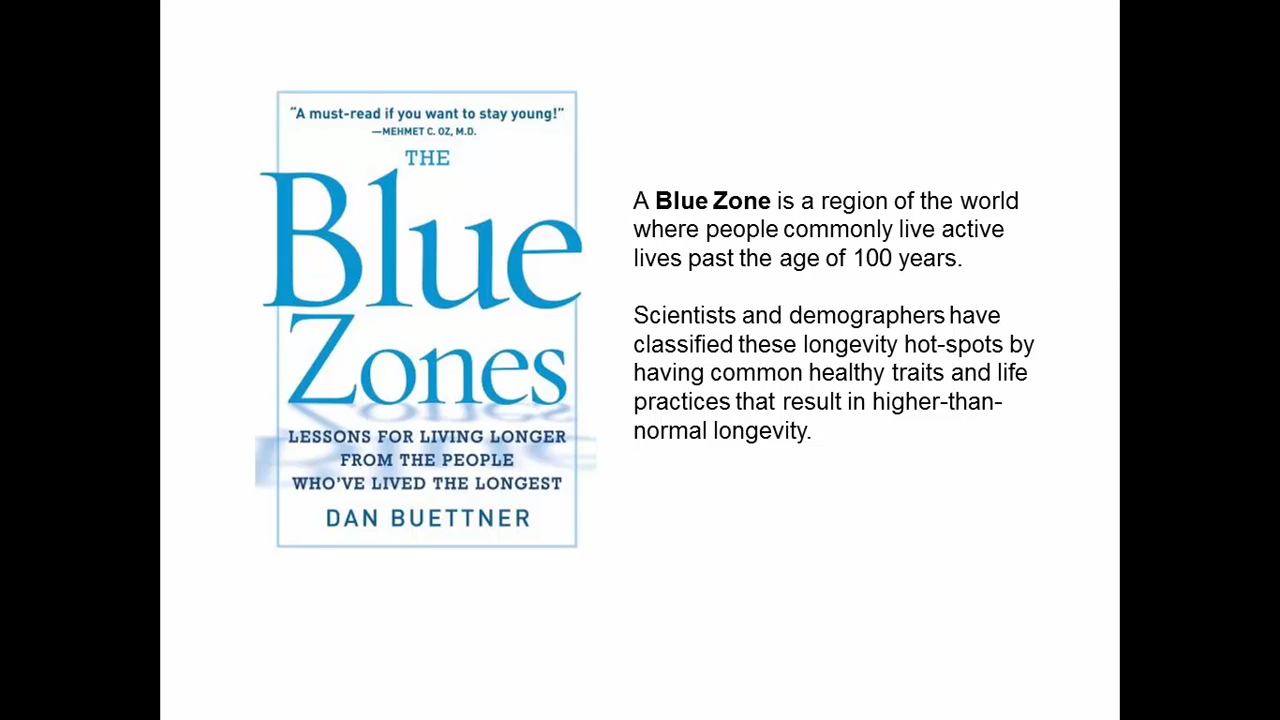 "A must-read if you want to stay young!"
—MEHMET C. OZ, M.D.
THE
Blue
Zones
LESSONS FOR LIVING LONGER
FROM THE PEOPLE
WHO'VE LIVED THE LONGEST
DAN BUETTNER
A Blue Zone is a region of the world
where people commonly live active
lives past the age of 100 years.
Scientists and demographers have
classified these longevity hot-spots by
having common healthy traits and life
practices that result in higher-than-
normal longevity.